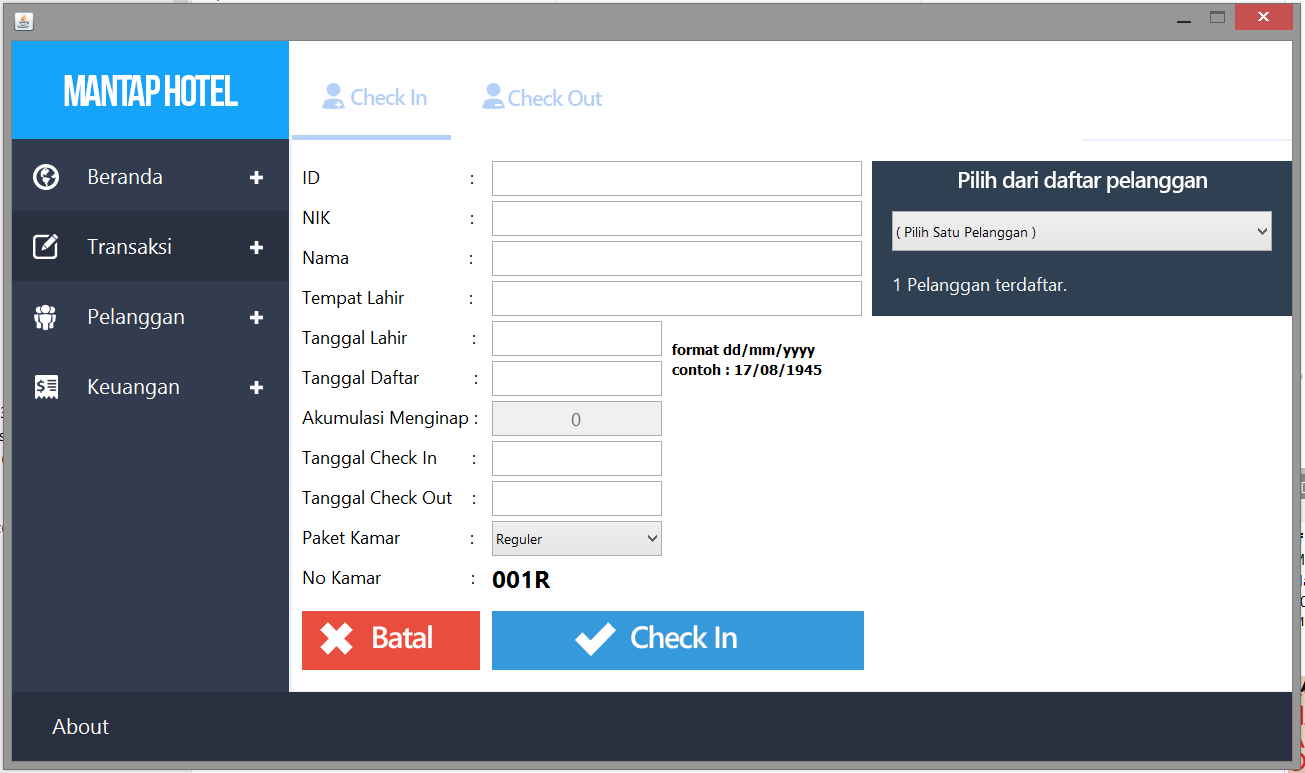 MANTAP HOTEL
Check In
Check Out
Beranda
Transaksi
Pelanggan
Keuangan
ID :
NIK :
Nama :
Tempat Lahir :
Tanggal Lahir :
Tanggal Daftar :
format dd/mm/yyyy
contoh : 17/08/1945
Akumulasi Menginap : 0
Tanggal Check In :
Tanggal Check Out :
Paket Kamar : Reguler
No Kamar : 001R
Batal
Check In
Pilih dari daftar pelanggan
( Pilih Satu Pelanggan )
1 Pelanggan terdaftar.
About